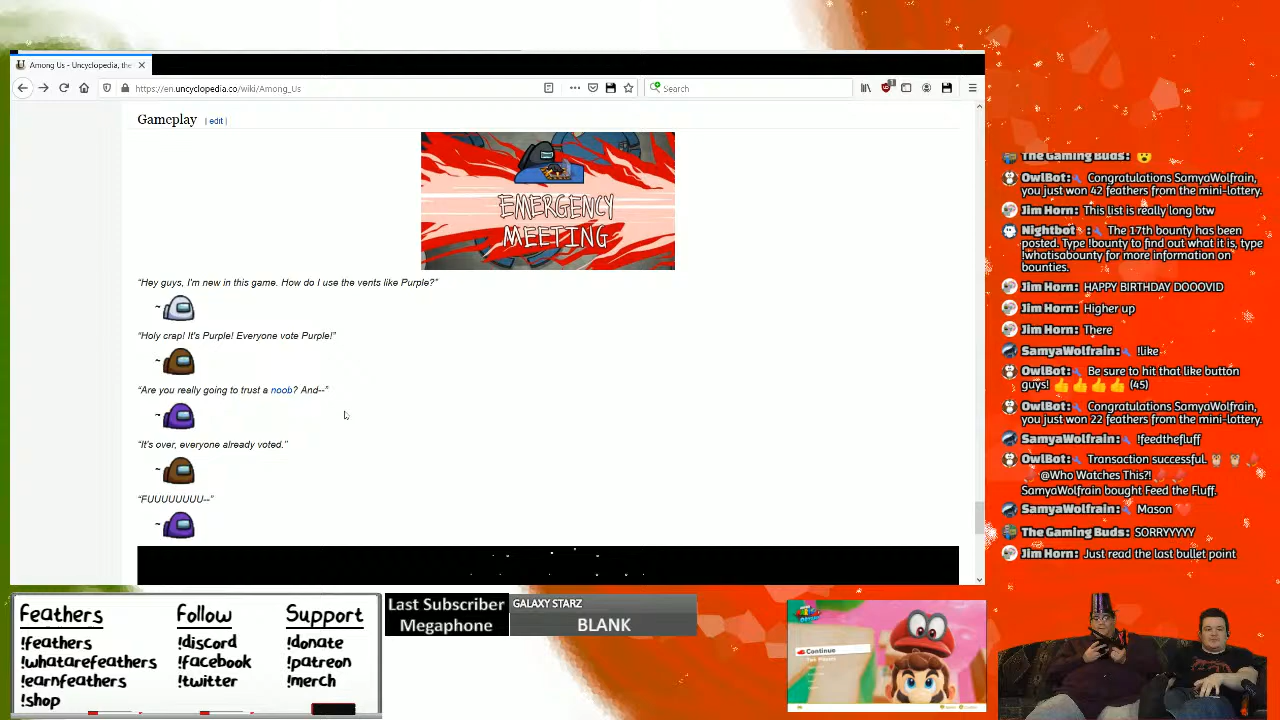 Among Us - Uncyclopedia, the
https://en.uncyclopedia.co/wiki/Among_Us
Search
Gameplay [ edit ]
EMERGENCY
MEETING
“Hey guys, I'm new in this game. How do I use the vents like Purple?”
~
“Holy crap! It's Purple! Everyone vote Purple!”
~
“Are you really going to trust a noob? And--”
~
“It's over, everyone already voted.”
~
“FUUUUUUUU--”
~
The Gaming Buds: 😮
OwlBot: Congratulations SamyaWolfrain,
you just won 42 feathers from the mini-lottery.
Jim Horn: This list is really long btw
Nightbot : The 17th bounty has been
posted. Type !bounty to find out what it is, type
!whatisabounty for more information on
bounties.
Jim Horn: HAPPY BIRTHDAY DOOOVID
Jim Horn: Higher up
Jim Horn: There
SamyaWolfrain: !like
OwlBot: Be sure to hit that like button
guys! 👍👍👍👍 (45)
OwlBot: Congratulations SamyaWolfrain,
you just won 22 feathers from the mini-lottery.
SamyaWolfrain: !feedthefluff
OwlBot: Transaction successful.
@Who Watches This?!
SamyaWolfrain bought Feed the Fluff.
SamyaWolfrain: Mason
The Gaming Buds: SORRYYYYY
Jim Horn: Just read the last bullet point
Feathers
!feathers
!whatarefeathers
!earnfeathers
!shop
Follow
!discord
!facebook
!twitter
Support
!donate
!patreon
!merch
Last Subscriber
Megaphone
GALAXY STARZ
BLANK
Continue